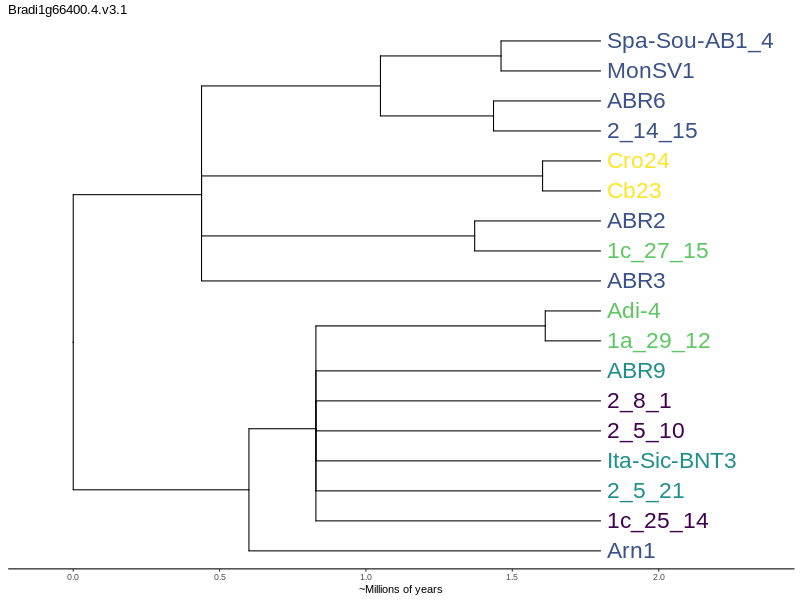 Bradi1g66400.4.v3.1
Spa-Sou-AB1_4
MonSV1
ABR6
2_14_15
Cro24
Cb23
ABR2
1c_27_15
ABR3
Adi-4
1a_29_12
ABR9
2_8_1
2_5_10
Ita-Sic-BNT3
2_5_21
1c_25_14
Arn1
0.0 0.5 1.0 1.5 2.0
~Millions of years